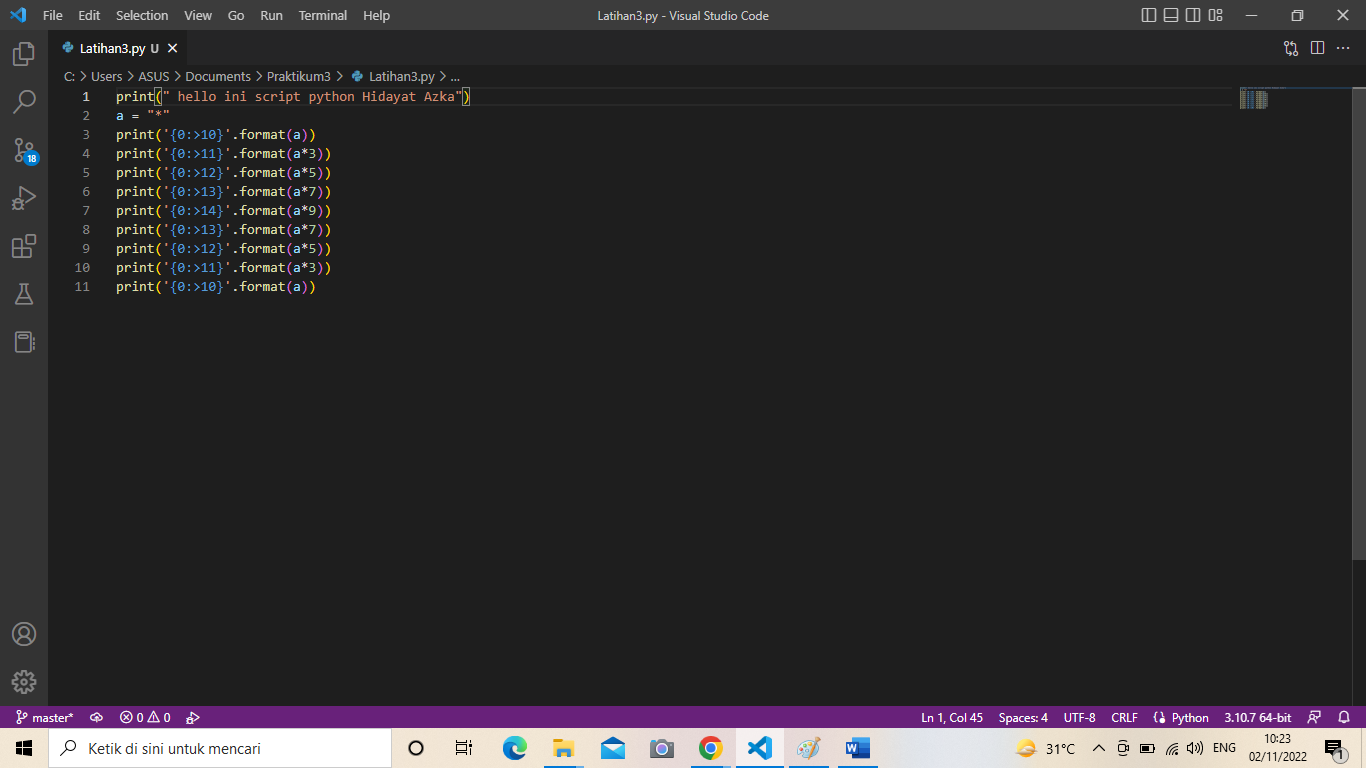 File Edit Selection View Go Run Terminal Help Latihan3.py - Visual Studio Code
Latihan3.py U
C: > Users > ASUS > Documents > Praktikum3 > Latihan3.py > ...
1 print(" hello ini script python Hidayat Azka")
2 a = "*"
3 print('{0:>10}'.format(a))
4 print('{0:>11}'.format(a*3))
5 print('{0:>12}'.format(a*5))
6 print('{0:>13}'.format(a*7))
7 print('{0:>14}'.format(a*9))
8 print('{0:>13}'.format(a*7))
9 print('{0:>12}'.format(a*5))
10 print('{0:>11}'.format(a*3))
11 print('{0:>10}'.format(a))
18
master* 0 0 Ln 1, Col 45 Spaces: 4 UTF-8 CRLF Python 3.10.7 64-bit
Ketik di sini untuk mencari 31°C ENG 10:23
02/11/2022
1